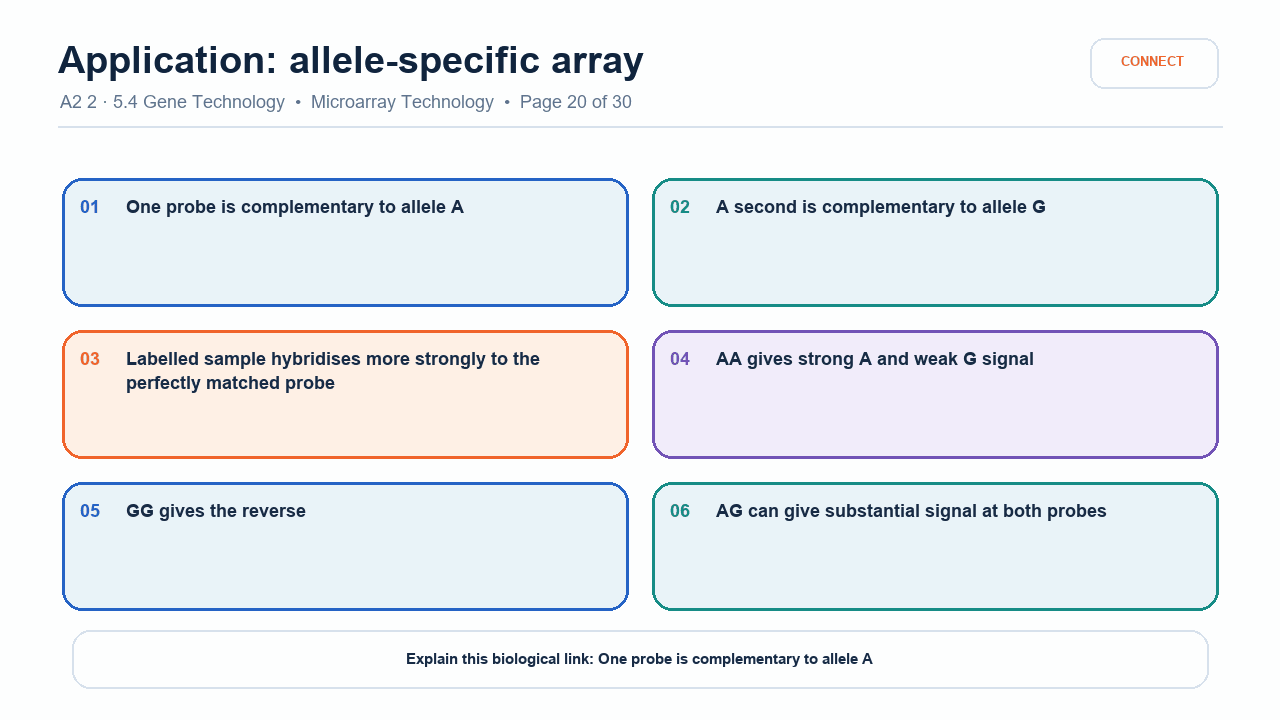 Application: allele-specific array
CONNECT
A2 2 · 5.4 Gene Technology • Microarray Technology • Page 20 of 30
01 One probe is complementary to allele A
02 A second is complementary to allele G
03 Labelled sample hybridises more strongly to the
perfectly matched probe
04 AA gives strong A and weak G signal
05 GG gives the reverse
06 AG can give substantial signal at both probes
Explain this biological link: One probe is complementary to allele A